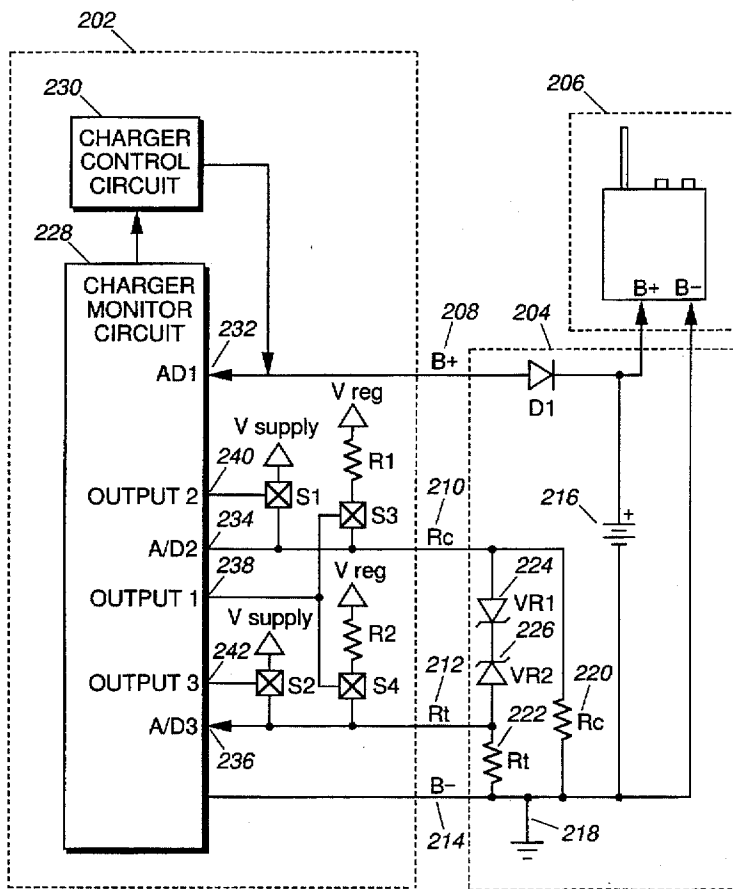 202
230
CHARGER
CONTROL
CIRCUIT
206
228
CHARGER
MONITOR
CIRCUIT
B+ B-
232
208
204
AD1
B+
D1
V reg
V supply
240
R1
OUTPUT 2
S1
210
216
+
234
S3
A/D2
Rc
238
224
V reg
OUTPUT 1
VR1
V supply
226
242
R2
212
VR2
220
OUTPUT 3
S2
S4
222
Rt
Rc
A/D3
236
Rt
B-
214
218